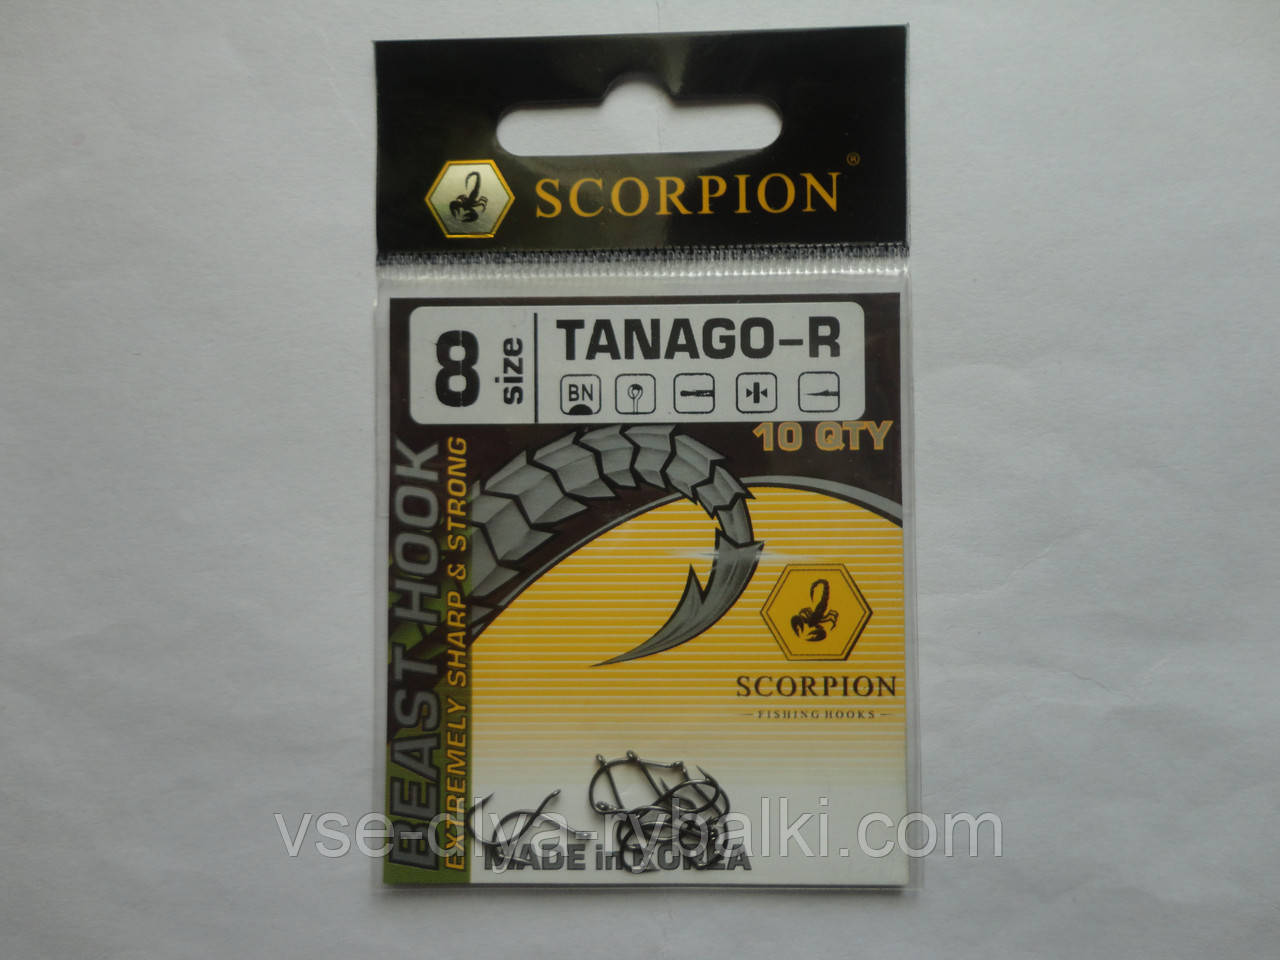 SCORPION®
8 size
TANAGO-R
BN
10 QTY
BEAST HOOK
EXTREMELY SHARP & STRONG
SCORPION
FISHING HOOKS
MADE in KOREA
vse-dlya-rybalki.com